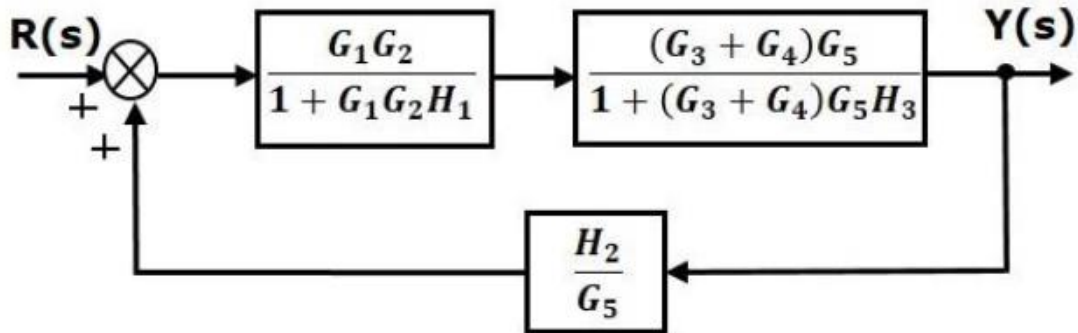 R(s)
Y(s)
G₁G₂
1 + G₁G₂H₁
(G₃ + G₄)G₅
1 + (G₃ + G₄)G₅H₃
+
+
H₂
G₅